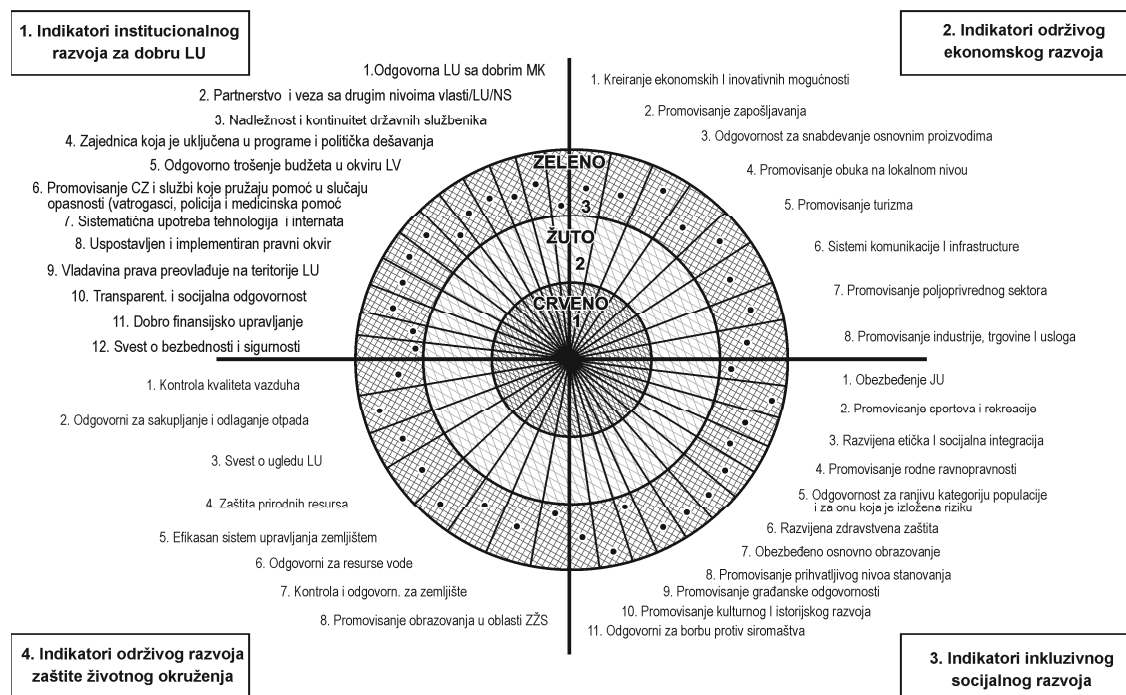 1. Indikatori institucionalnog
razvoja za dobru LU
1.Odgovorna LU sa dobrim MK
2. Partnerstvo i veza sa drugim nivoima vlasti/LU/NS
3. Nadležnost i kontinuitet državnih službenika
4. Zajednica koja je uključena u programe i politička dešavanja
5. Odgovorno trošenje budžeta u okviru LV
6. Promovisanje CZ i službi koje pružaju pomoć u slučaju
opasnosti (vatrogasci, policija i medicinska pomoć
7. Sistematična upotreba tehnologija i internata
8. Uspostavljen i implementiran pravni okvir
9. Vladavina prava preovlađuje na teritorije LU
10. Transparent. i socijalna odgovornost
11. Dobro finansijsko upravljanje
12. Svest o bezbednosti i sigurnosti
2. Indikatori održivog
ekonomskog razvoja
1. Kreiranje ekonomskih I inovativnih mogućnosti
2. Promovisanje zapošljavanja
3. Odgovornost za snabdevanje osnovnim proizvodima
4. Promovisanje obuka na lokalnom nivou
5. Promovisanje turizma
6. Sistemi komunikacije I infrastructure
7. Promovisanje poljoprivrednog sektora
8. Promovisanje industrije, trgovine I usloga
ZELENO
3
ŽUTO
2
CRVENO
1
1. Kontrola kvaliteta vazduha
2. Odgovorni za sakupljanje i odlaganje otpada
3. Svest o ugledu LU
4. Zaštita prirodnih resursa
5. Efikasan sistem upravljanja zemljištem
6. Odgovorni za resurse vode
7. Kontrola i odgovorn. za zemljište
8. Promovisanje obrazovanja u oblasti ZŽS
4. Indikatori održivog razvoja
zaštite životnog okruženja
1. Obezbeđenje JU
2. Promovisanje sportova i rekreacije
3. Razvijena etička I socijalna integracija
4. Promovisanje rodne ravnopravnosti
5. Odgovornost za ranjivu kategoriju populacije
i za onu koja je izložena riziku
6. Razvijena zdravstvena zaštita
7. Obezbeđeno osnovno obrazovanje
8. Promovisanje prihvatljivog nivoa stanovanja
9. Promovisanje građanske odgovornosti
10. Promovisanje kulturnog I istorijskog razvoja
11. Odgovorni za borbu protiv siromaštva
3. Indikatori inkluzivnog
socijalnog razvoja